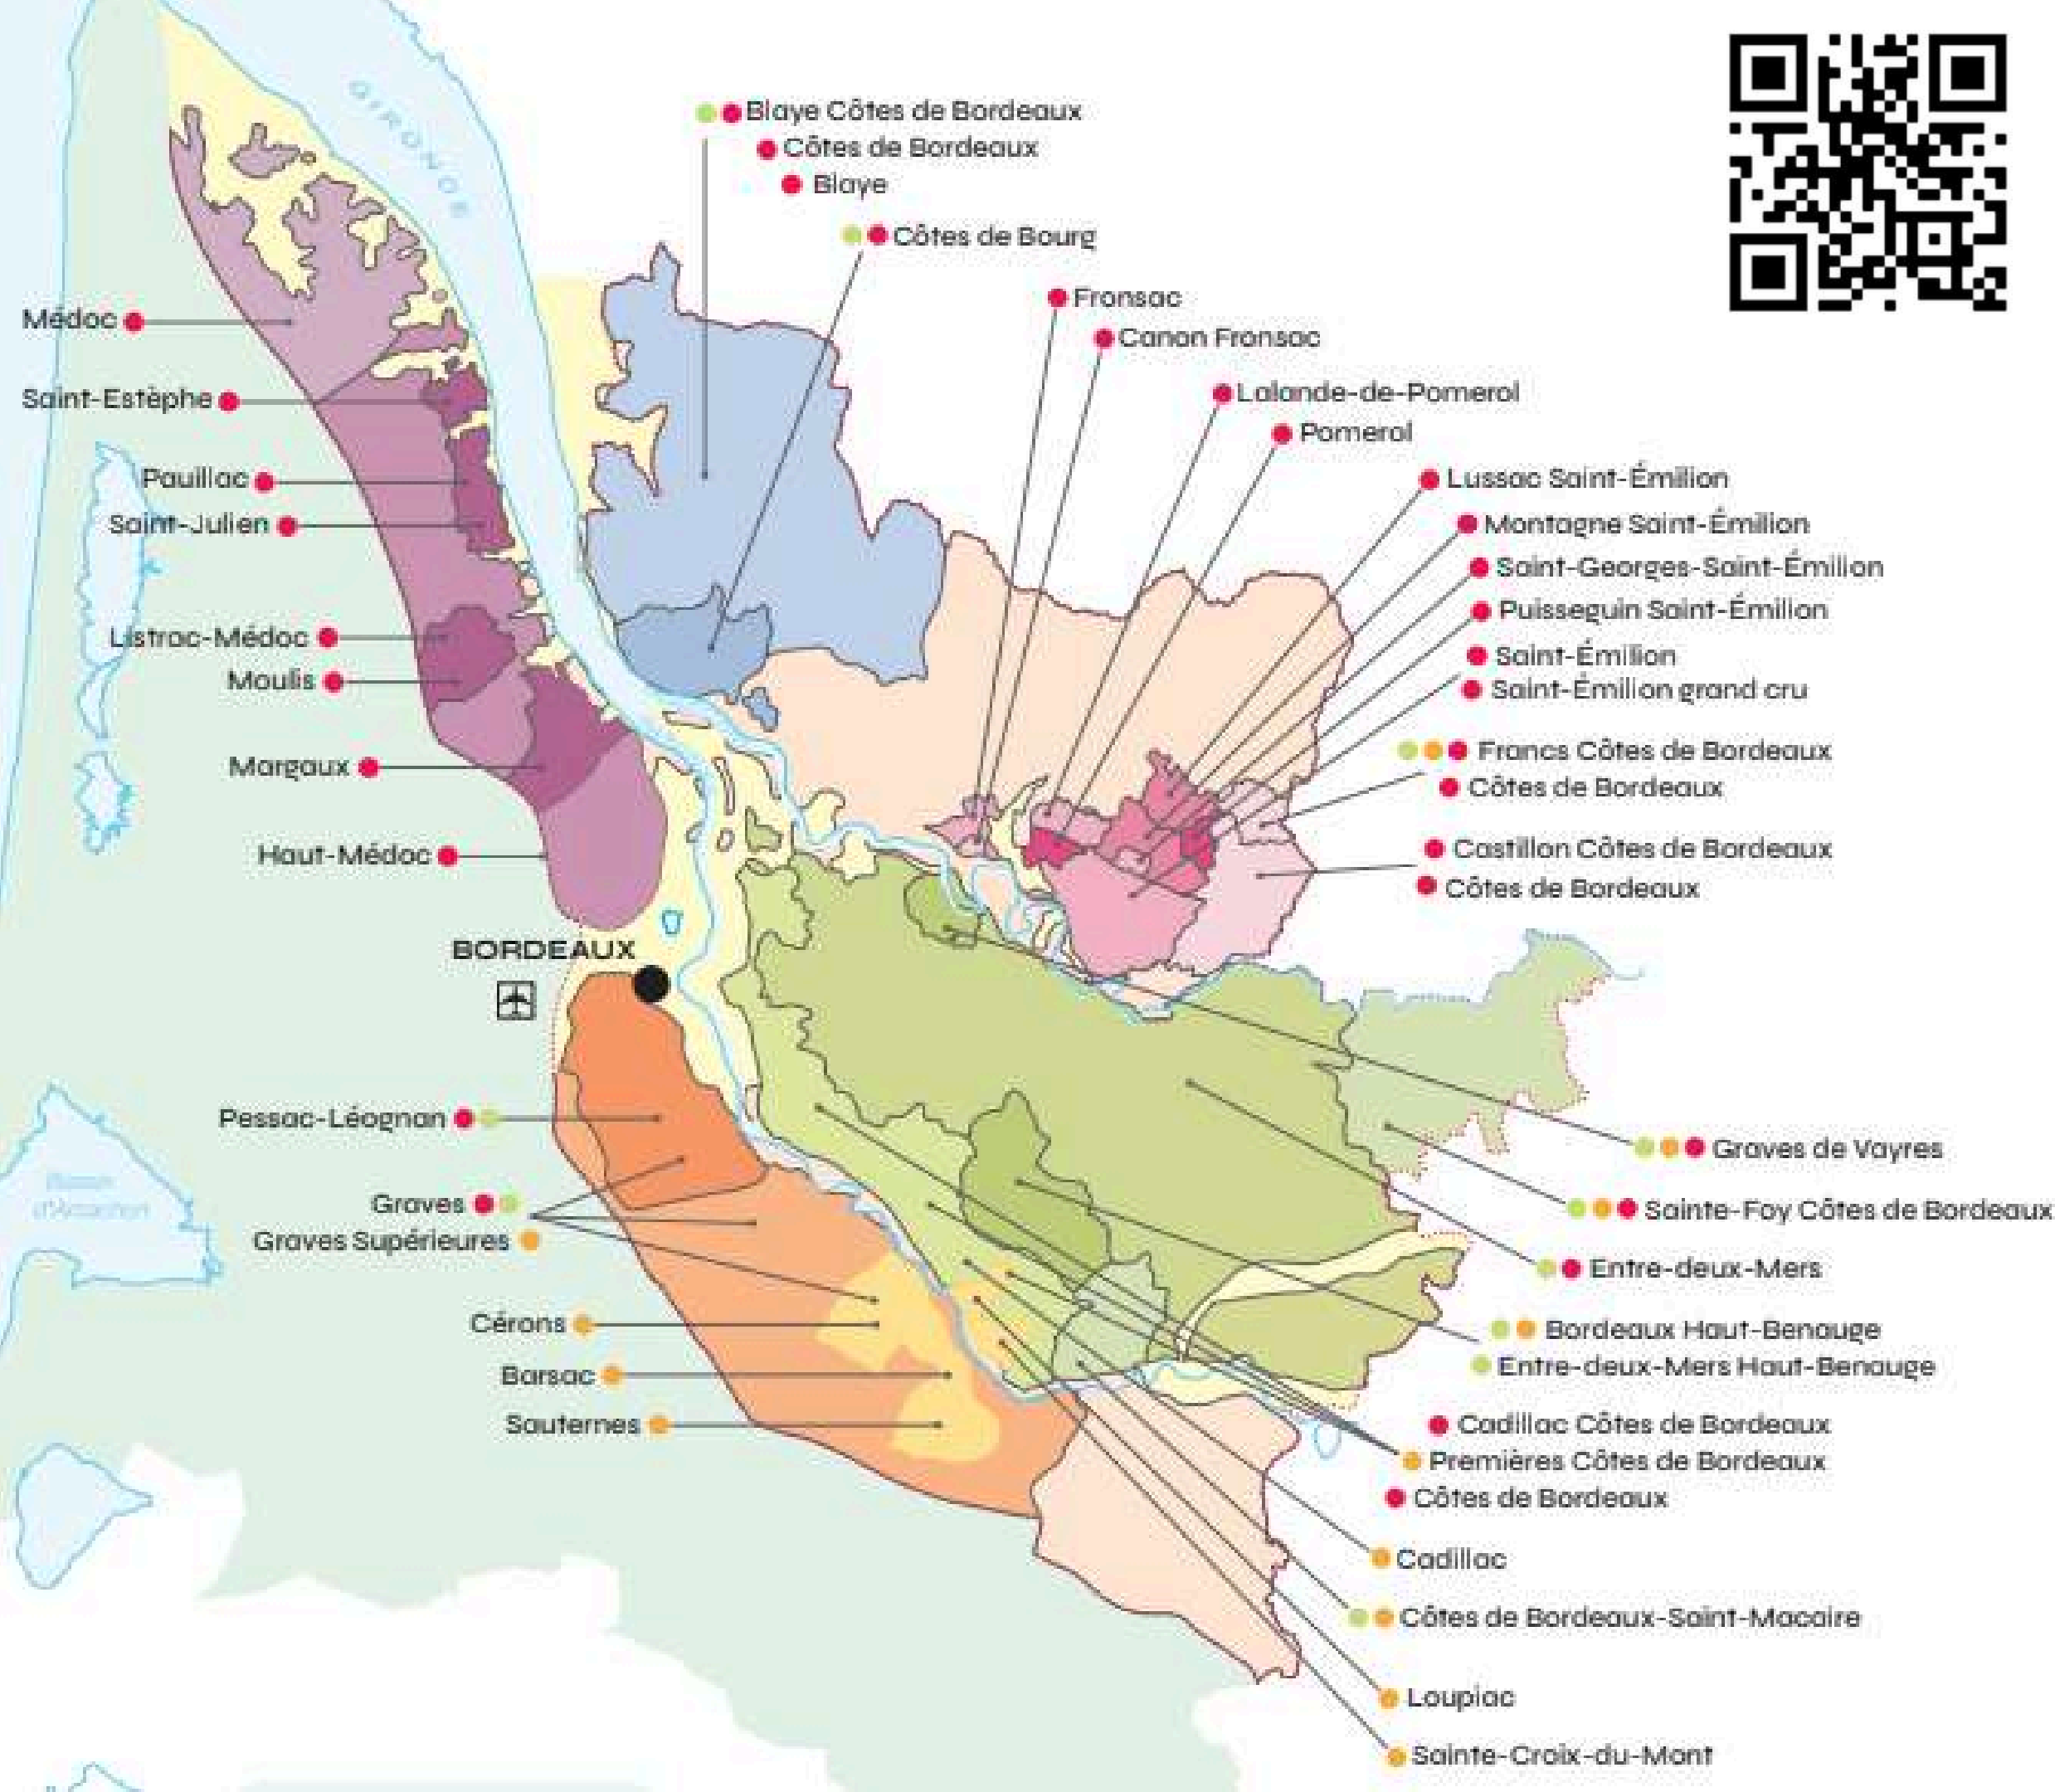 GIRONDE
Blaye Côtes de Bordeaux
Côtes de Bordeaux
Blaye
Côtes de Bourg
Fronsac
Canon Fronsac
Lalande-de-Pomerol
Pomerol
Lussac Saint-Émilion
Montagne Saint-Émilion
Saint-Georges-Saint-Émilion
Puisseguin Saint-Émilion
Saint-Émilion
Saint-Émilion grand cru
Francs Côtes de Bordeaux
Côtes de Bordeaux
Castillon Côtes de Bordeaux
Côtes de Bordeaux
Médoc
Saint-Estèphe
Pauillac
Saint-Julien
Listrac-Médoc
Moulis
Margaux
Haut-Médoc
BORDEAUX
Pessac-Léognan
Bassin
d'Arcachon
Graves
Graves Supérieures
Cérons
Barsac
Sauternes
Graves de Vayres
Sainte-Foy Côtes de Bordeaux
Entre-deux-Mers
Bordeaux Haut-Benauge
Entre-deux-Mers Haut-Benauge
Cadillac Côtes de Bordeaux
Premières Côtes de Bordeaux
Côtes de Bordeaux
Cadillac
Côtes de Bordeaux-Saint-Macaire
Loupiac
Sainte-Croix-du-Mont